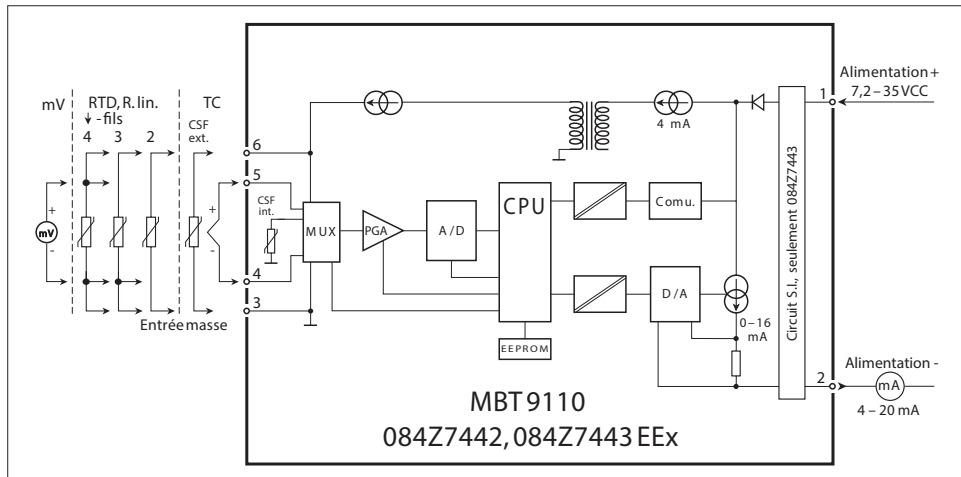 Alimentation +
7,2 – 35 VCC
1
mV
RTD, R. lin.
- fils
4 3 2
TC
CSF
ext.
4 mA
6
5
+
-
mV
+
-
CSF
int.
MUX
PGA
A/D
CPU
Comu.
D/A
EEPROM
0–16
mA
Circuit S.I., seulement 084Z7443
4
3
Entrée masse
Alimentation -
2
mA
4 – 20 mA
MBT 9110
084Z7442, 084Z7443 EEx